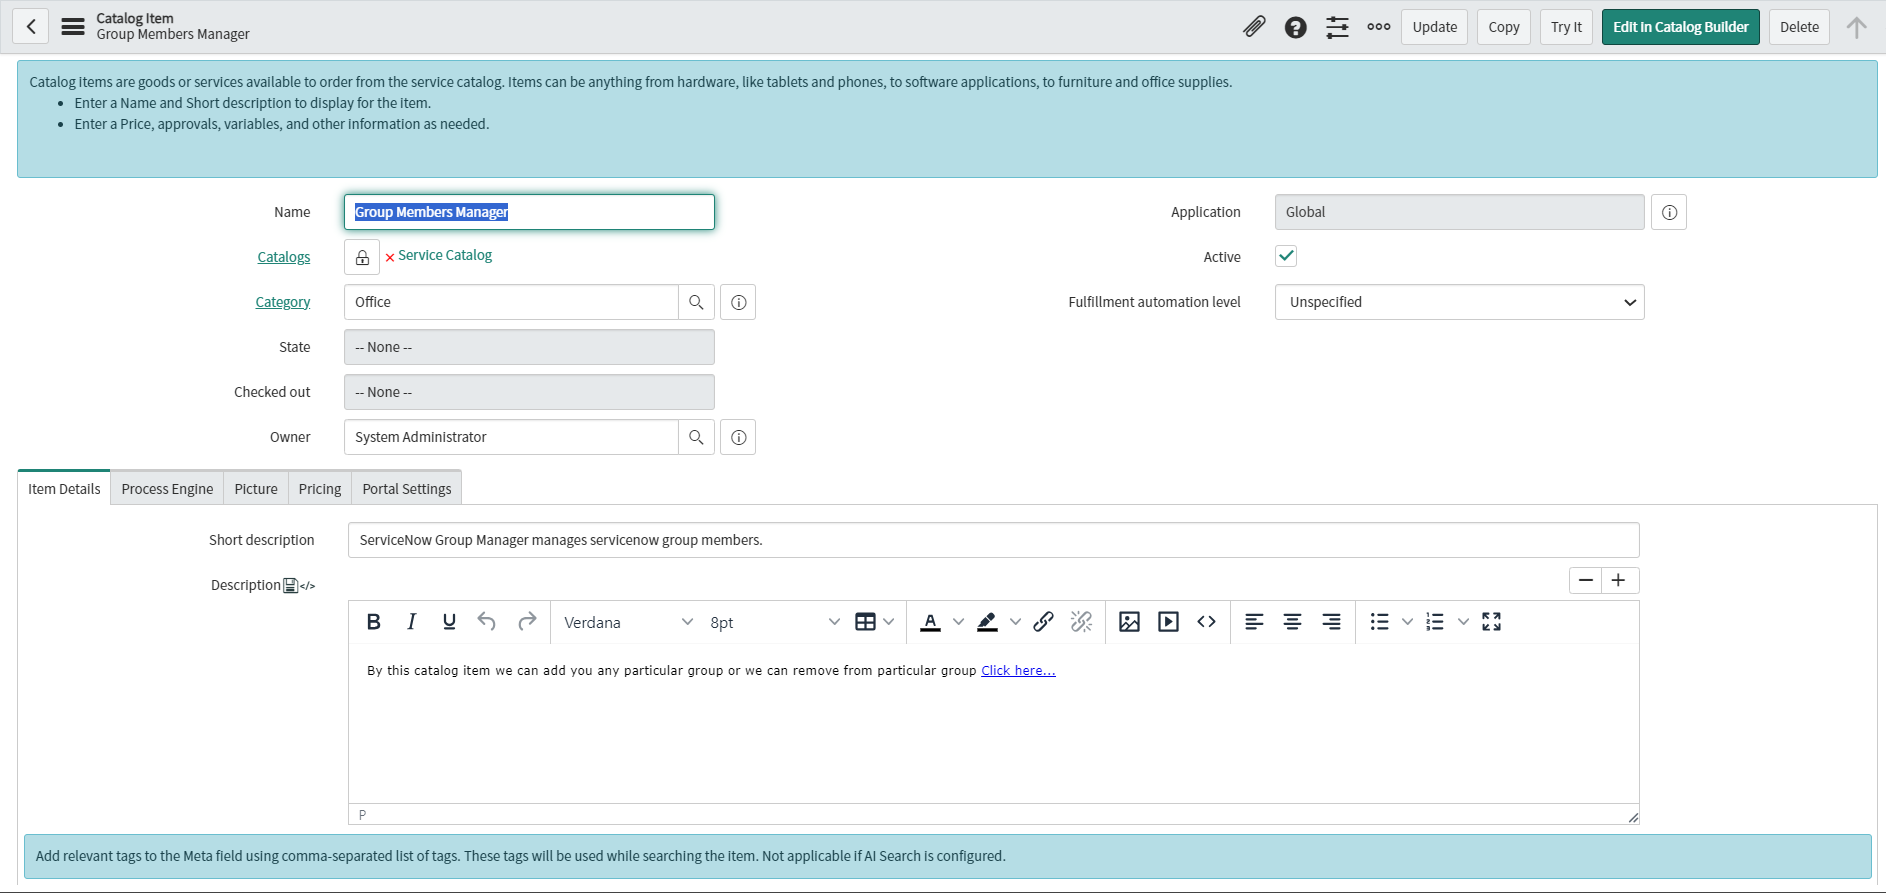 Catalog Item
Group Members Manager
Update
Copy
Try It
Edit in Catalog Builder
Delete
Catalog items are goods or services available to order from the service catalog. Items can be anything from hardware, like tablets and phones, to software applications, to furniture and office supplies.
• Enter a Name and Short description to display for the item.
• Enter a Price, approvals, variables, and other information as needed.
Name
Group Members Manager
Application
Global
Catalogs
Service Catalog
Active
Category
Office
Fulfillment automation level
Unspecified
State
-- None --
Checked out
-- None --
Owner
System Administrator
Item Details
Process Engine
Picture
Pricing
Portal Settings
Short description
ServiceNow Group Manager manages servicenow group members.
Description
Verdana
8pt
By this catalog item we can add you any particular group or we can remove from particular group Click here...
P
Add relevant tags to the Meta field using comma-separated list of tags. These tags will be used while searching the item. Not applicable if AI Search is configured.